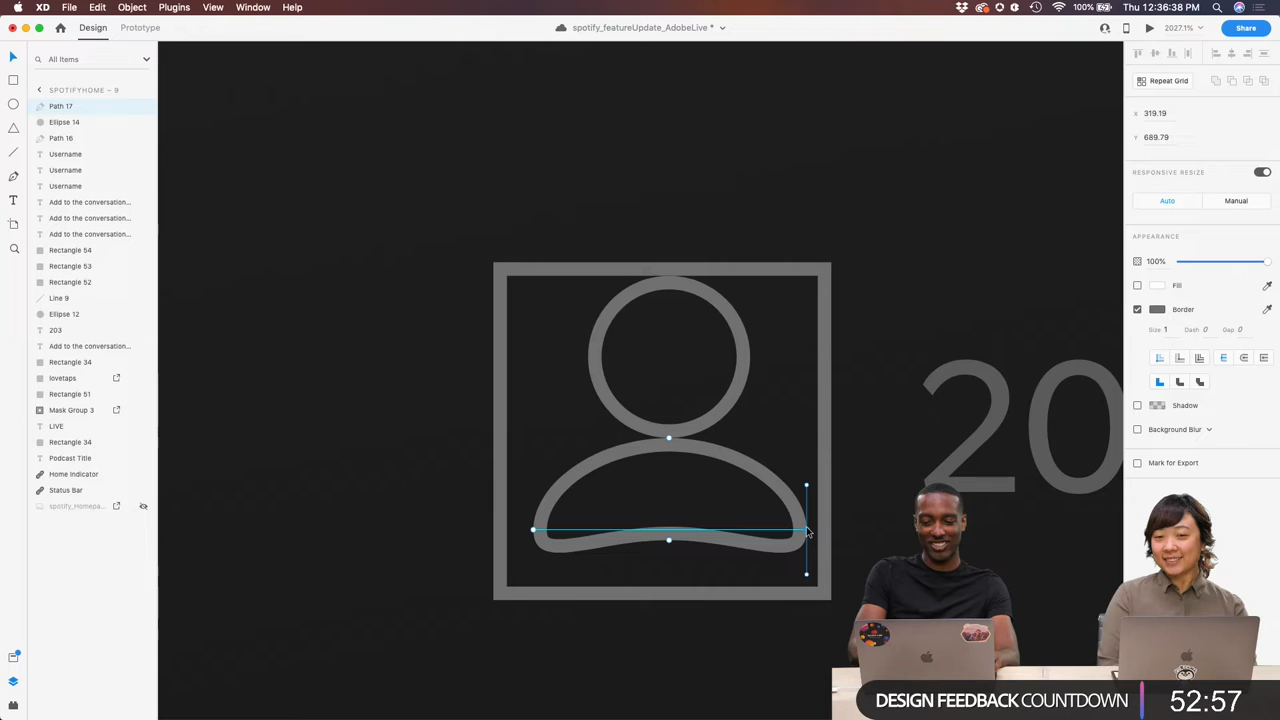 XD File Edit Object Plugins View Window Help
100% Thu 12:36:38 PM
Design Prototype
spotify_featureUpdate_AdobeLive *
2027.1%
Share
All Items
SPOTIFYHOME – 9
Path 17
Ellipse 14
Path 16
Username
Username
Username
Add to the conversation...
Add to the conversation...
Add to the conversation...
Rectangle 54
Rectangle 53
Rectangle 52
Line 9
Ellipse 12
203
Add to the conversation...
Rectangle 34
lovetaps
Rectangle 51
Mask Group 3
LIVE
Rectangle 34
Podcast Title
Home Indicator
Status Bar
spotify_Homepa...
20
Repeat Grid
X 319.19
Y 689.79
RESPONSIVE RESIZE
Auto Manual
APPEARANCE
100%
Fill
Border
Size 1 Dash 0 Gap 0
Shadow
Background Blur
Mark for Export
DESIGN FEEDBACK COUNTDOWN 52:57